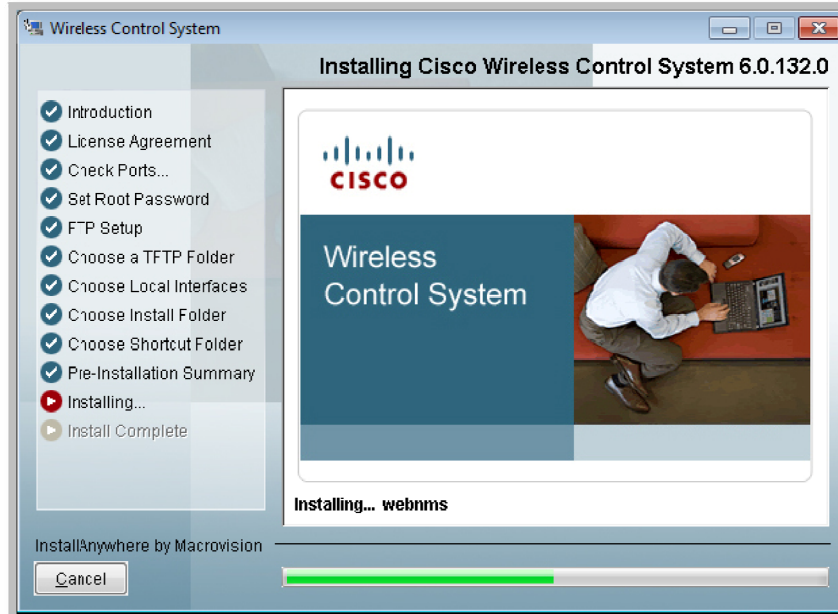 Wireless Control System
Installing Cisco Wireless Control System 6.0.132.0
Introduction
License Agreement
Check Ports...
Set Root Password
FTP Setup
Choose a TFTP Folder
Choose Local Interfaces
Choose Install Folder
Choose Shortcut Folder
Pre-Installation Summary
Installing...
Install Complete
CISCO
Wireless
Control System
Installing... webnms
InstallAnywhere by Macrovision
Cancel